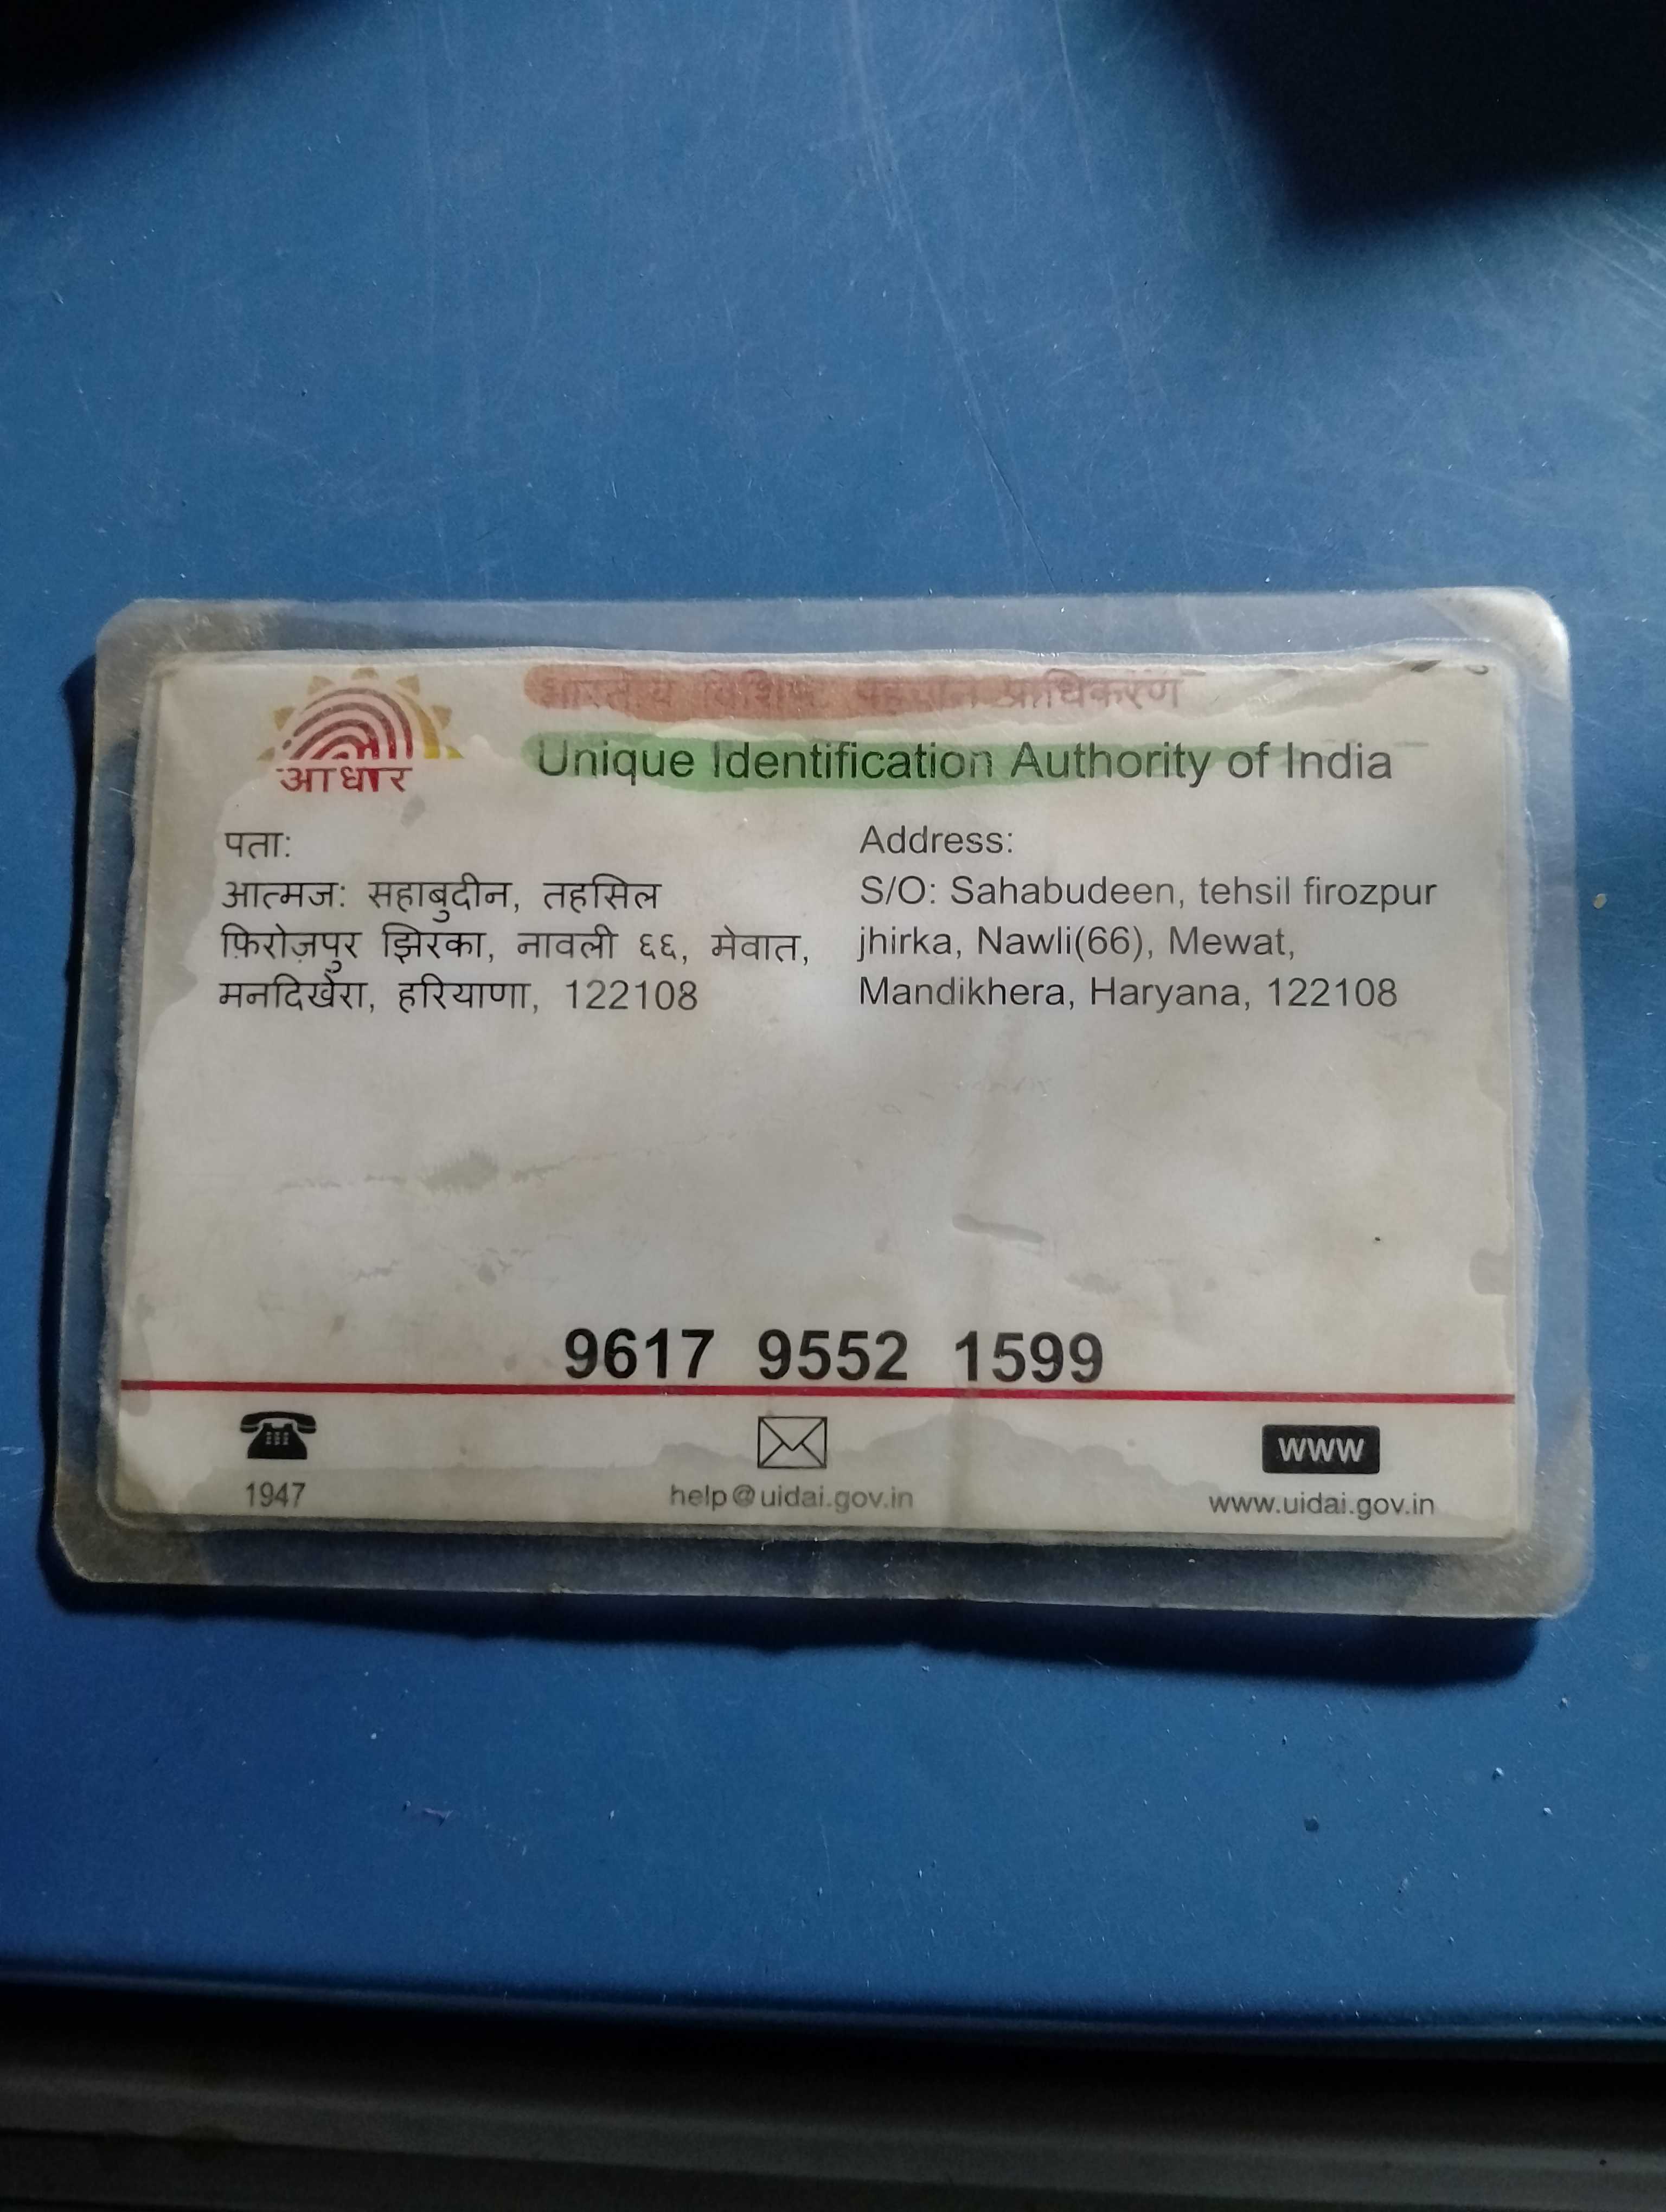 भारतीय विशिष्ट पहचान प्राधिकरण
आधार
Unique Identification Authority of India
पता:
आत्मज: सहाबुदीन, तहसिल
फ़िरोज़पुर झिरका, नावली ६६, मेवात,
मनदिखेरा, हरियाणा, 122108
Address:
S/O: Sahabudeen, tehsil firozpur
jhirka, Nawli(66), Mewat,
Mandikhera, Haryana, 122108
9617 9552 1599
1947
help@uidai.gov.in
www
www.uidai.gov.in